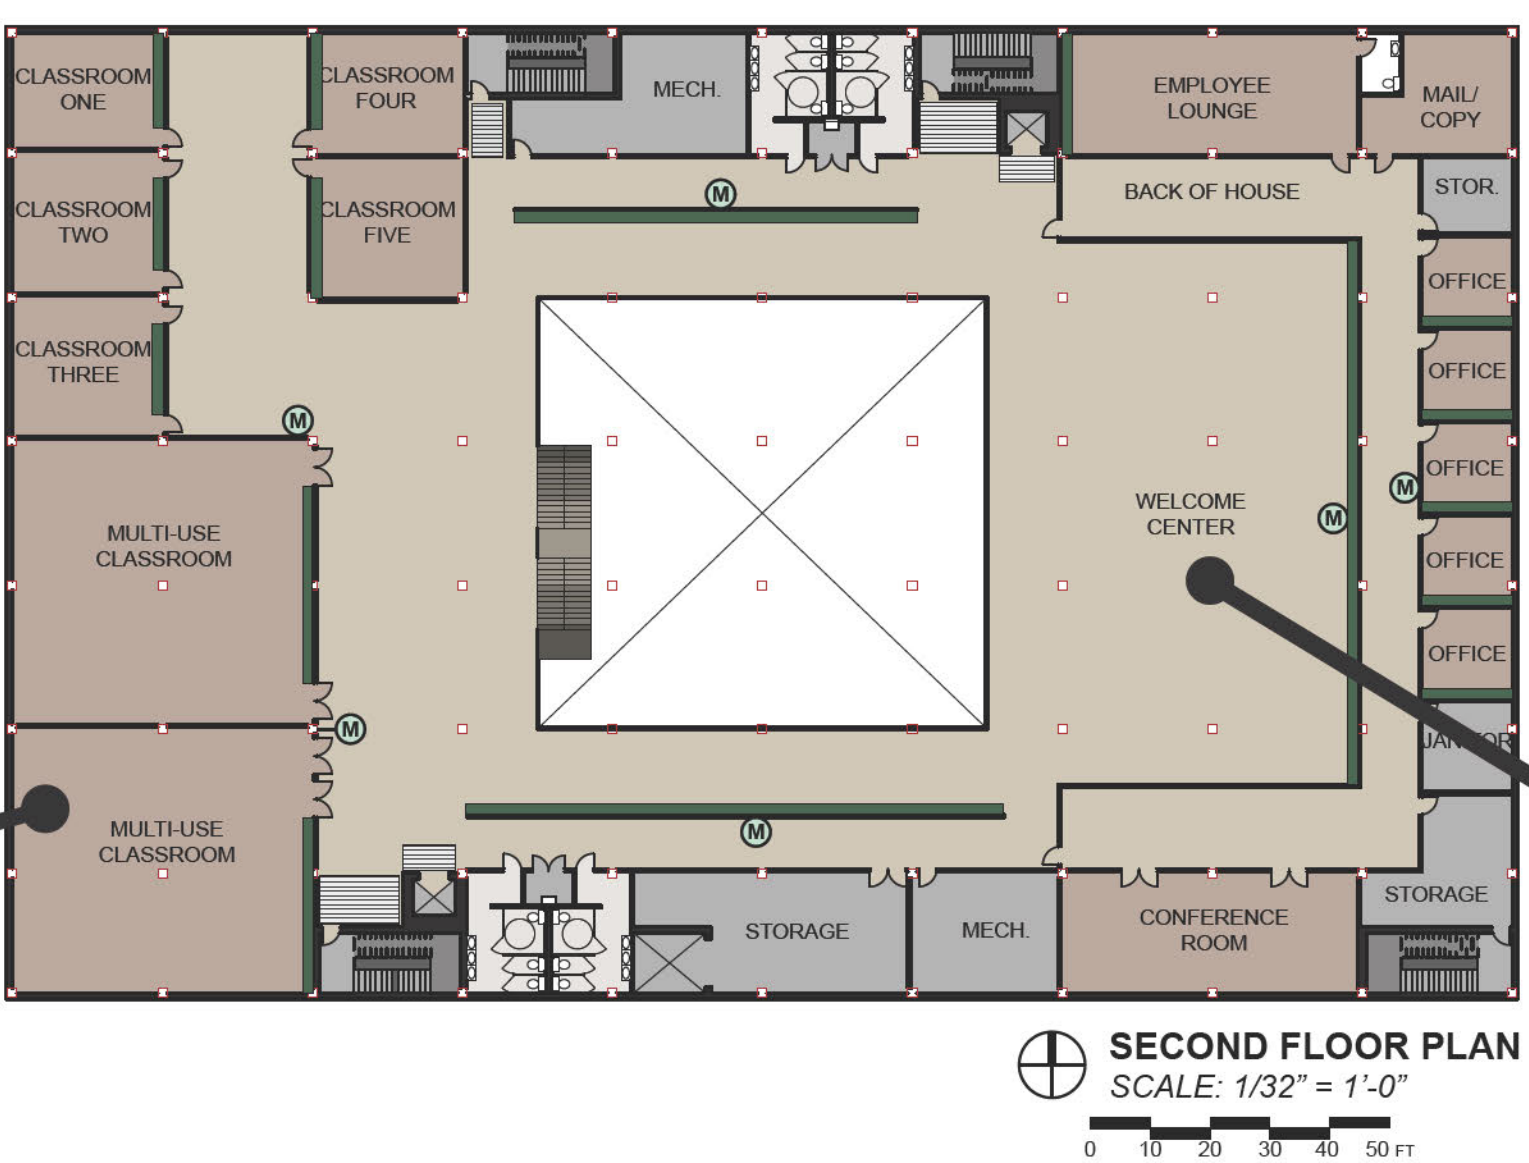 CLASSROOM
ONE
CLASSROOM
FOUR
MECH.
EMPLOYEE
LOUNGE
MAIL/
COPY
CLASSROOM
TWO
CLASSROOM
FIVE
M
BACK OF HOUSE
STOR.
OFFICE
CLASSROOM
THREE
OFFICE
M
OFFICE
M
WELCOME
CENTER
M
MULTI-USE
CLASSROOM
OFFICE
OFFICE
M
JANITOR
M
MULTI-USE
CLASSROOM
STORAGE
MECH.
CONFERENCE
ROOM
STORAGE
SECOND FLOOR PLAN
SCALE: 1/32” = 1’-0”
0 10 20 30 40 50 FT